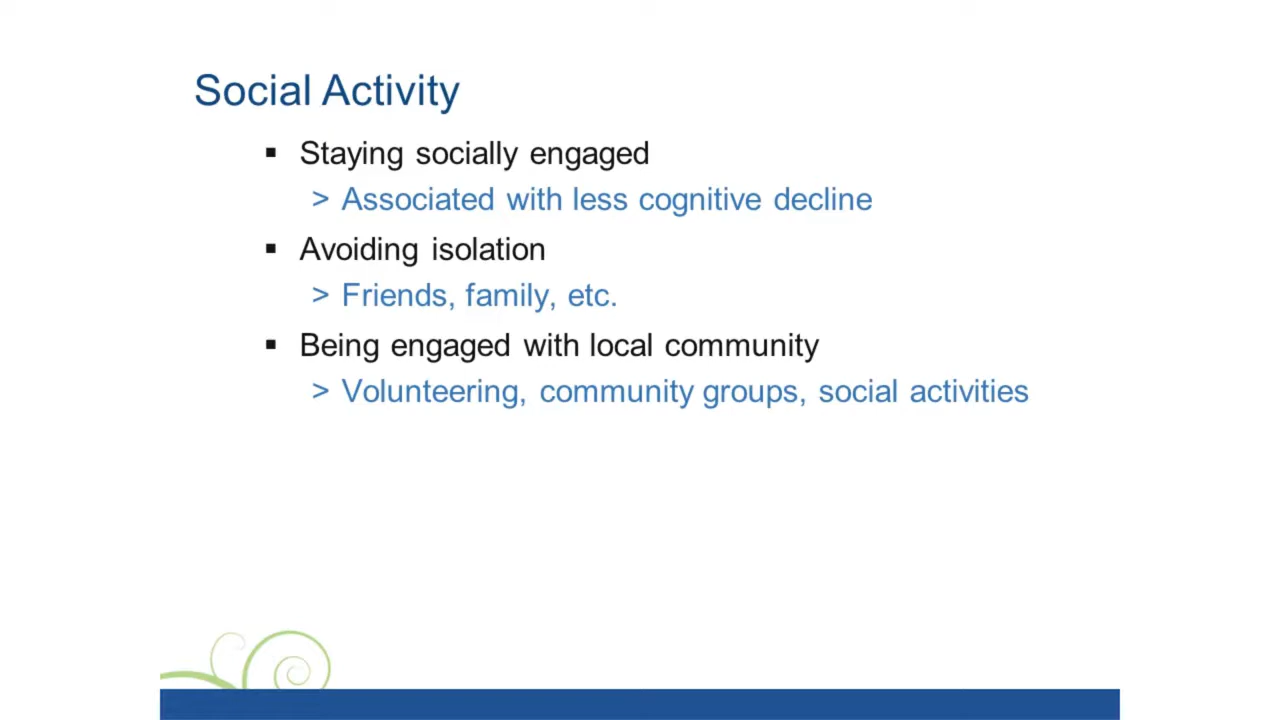 Social Activity
▪ Staying socially engaged
> Associated with less cognitive decline
▪ Avoiding isolation
> Friends, family, etc.
▪ Being engaged with local community
> Volunteering, community groups, social activities